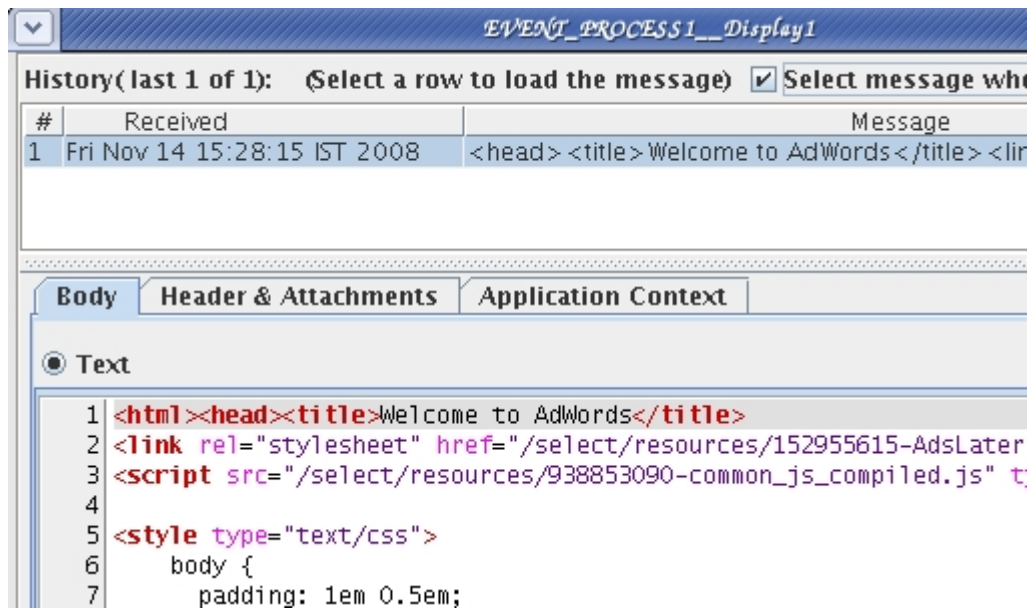 EVENT_PROCESS1__Display1
History( last 1 of 1): (Select a row to load the message) Select message whe
# Received Message
1 Fri Nov 14 15:28:15 IST 2008 <head><title>Welcome to AdWords</title><lin
Body Header & Attachments Application Context
Text
1 <html><head><title>Welcome to AdWords</title>
2 <link rel="stylesheet" href="/select/resources/152955615-AdsLater
3 <script src="/select/resources/938853090-common_js_compiled.js" ty
4
5 <style type="text/css">
6 body {
7 padding: 1em 0.5em;